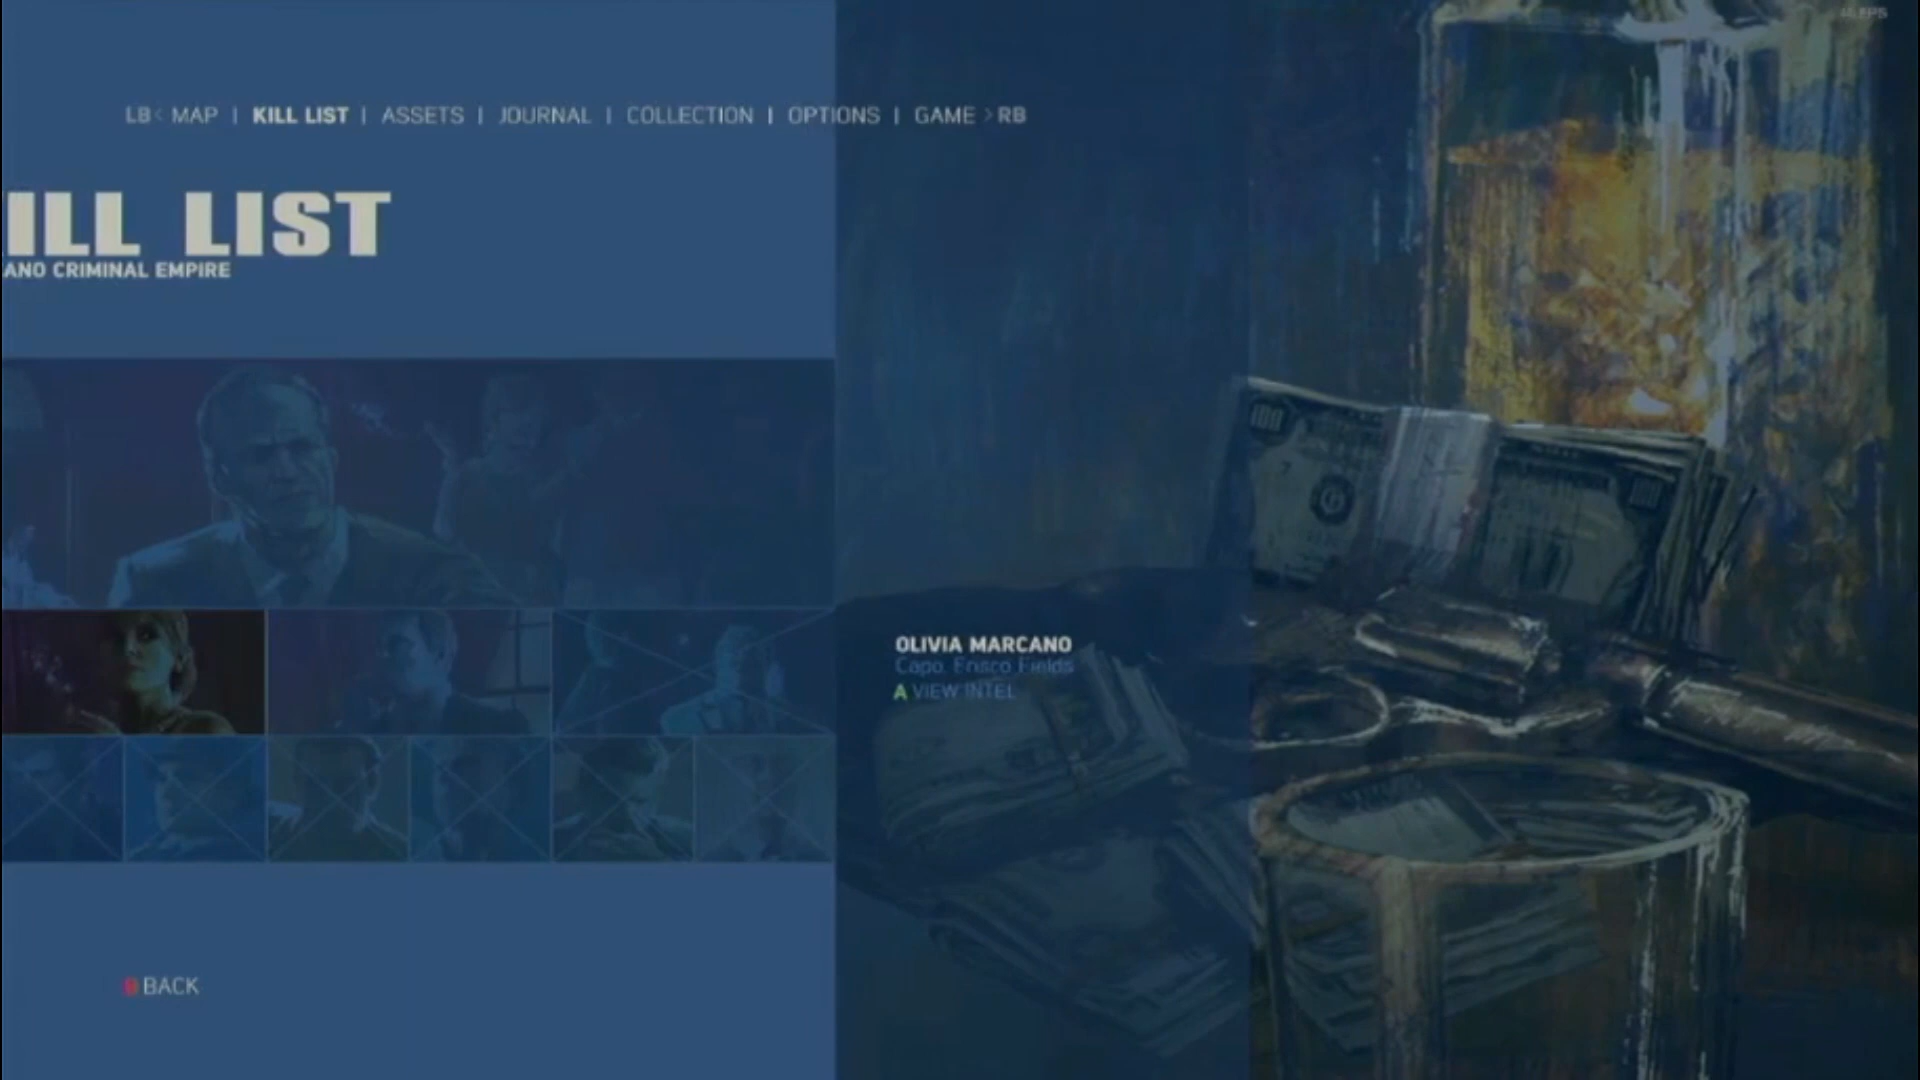 LB< MAP | KILL LIST | ASSETS | JOURNAL | COLLECTION | OPTIONS | GAME >RB
ILL LIST
ANO CRIMINAL EMPIRE
OLIVIA MARCANO
Capo, Frisco Fields
A VIEW INTEL
B BACK
100